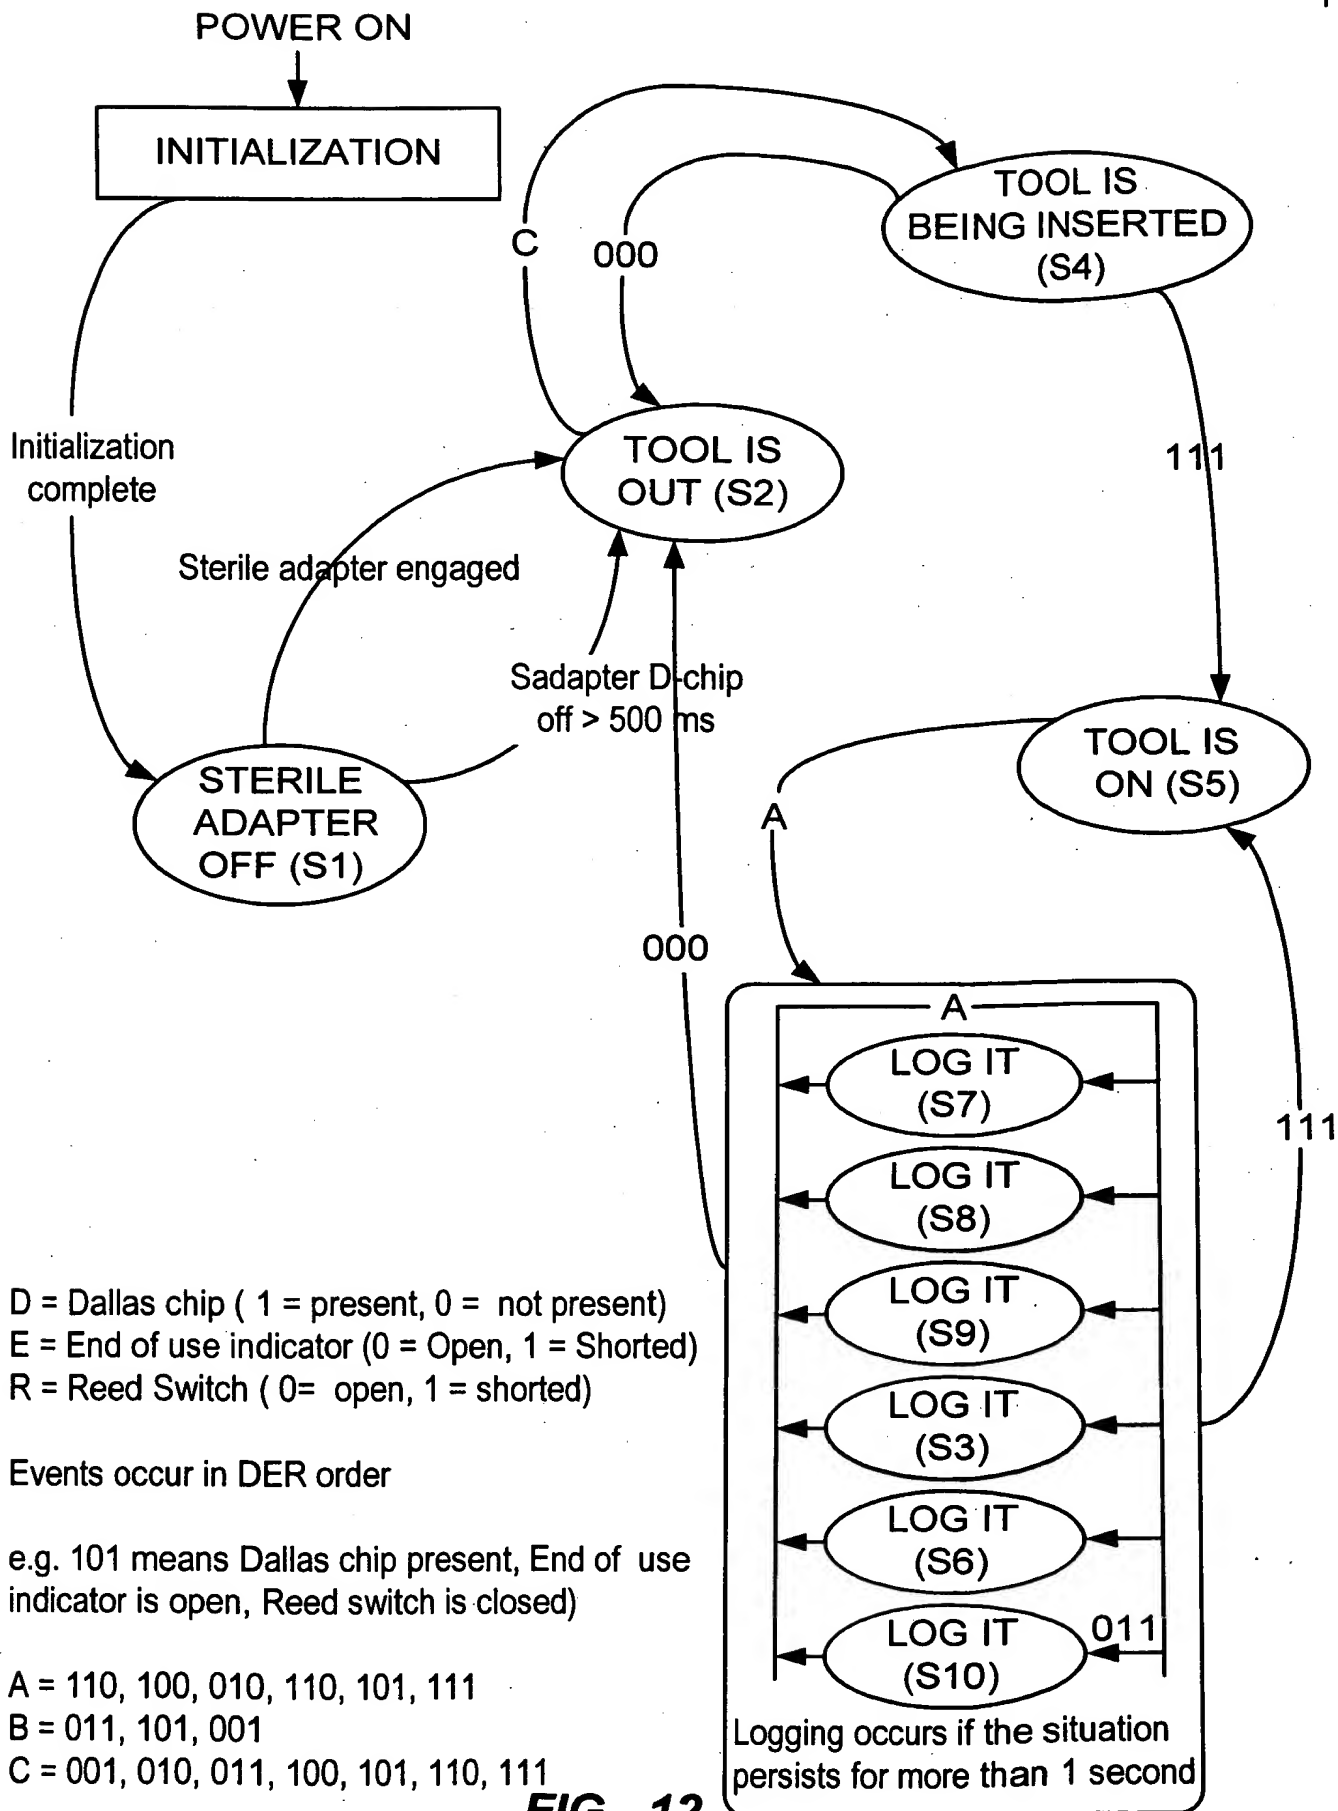 POWER ON
INITIALIZATION
TOOL IS
BEING INSERTED
(S4)
C
000
Initialization
complete
TOOL IS
OUT (S2)
111
Sterile adapter engaged
Sadapter D-chip
off > 500 ms
STERILE
ADAPTER
OFF (S1)
TOOL IS
ON (S5)
A
000
A
LOG IT
(S7)
111
LOG IT
(S8)
LOG IT
(S9)
LOG IT
(S3)
LOG IT
(S6)
LOG IT
(S10)
011
Logging occurs if the situation
persists for more than 1 second
D = Dallas chip ( 1 = present, 0 = not present)
E = End of use indicator (0 = Open, 1 = Shorted)
R = Reed Switch ( 0= open, 1 = shorted)
Events occur in DER order
e.g. 101 means Dallas chip present, End of use
indicator is open, Reed switch is closed)
A = 110, 100, 010, 110, 101, 111
B = 011, 101, 001
C = 001, 010, 011, 100, 101, 110, 111
FIG. 12